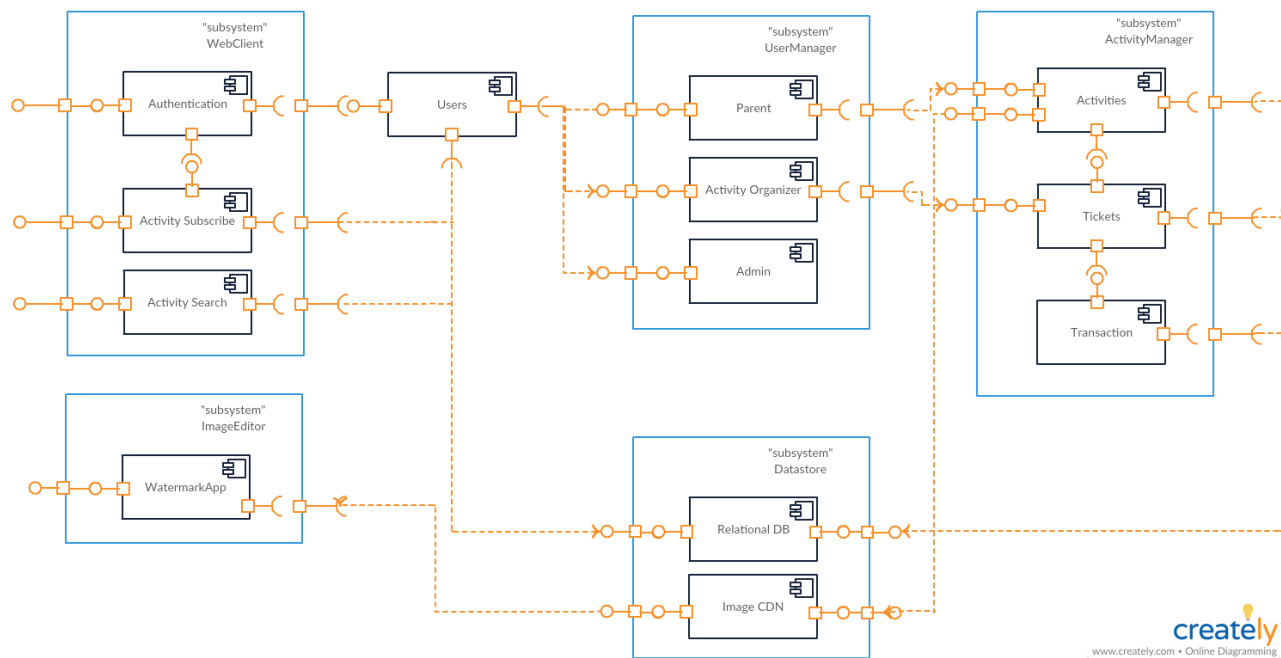 "subsystem"
WebClient
Authentication
Activity Subscribe
Activity Search
Users
"subsystem"
UserManager
Parent
Activity Organizer
Admin
"subsystem"
ActivityManager
Activities
Tickets
Transaction
"subsystem"
ImageEditor
WatermarkApp
"subsystem"
Datastore
Relational DB
Image CDN
creately
www.creately.com • Online Diagramming